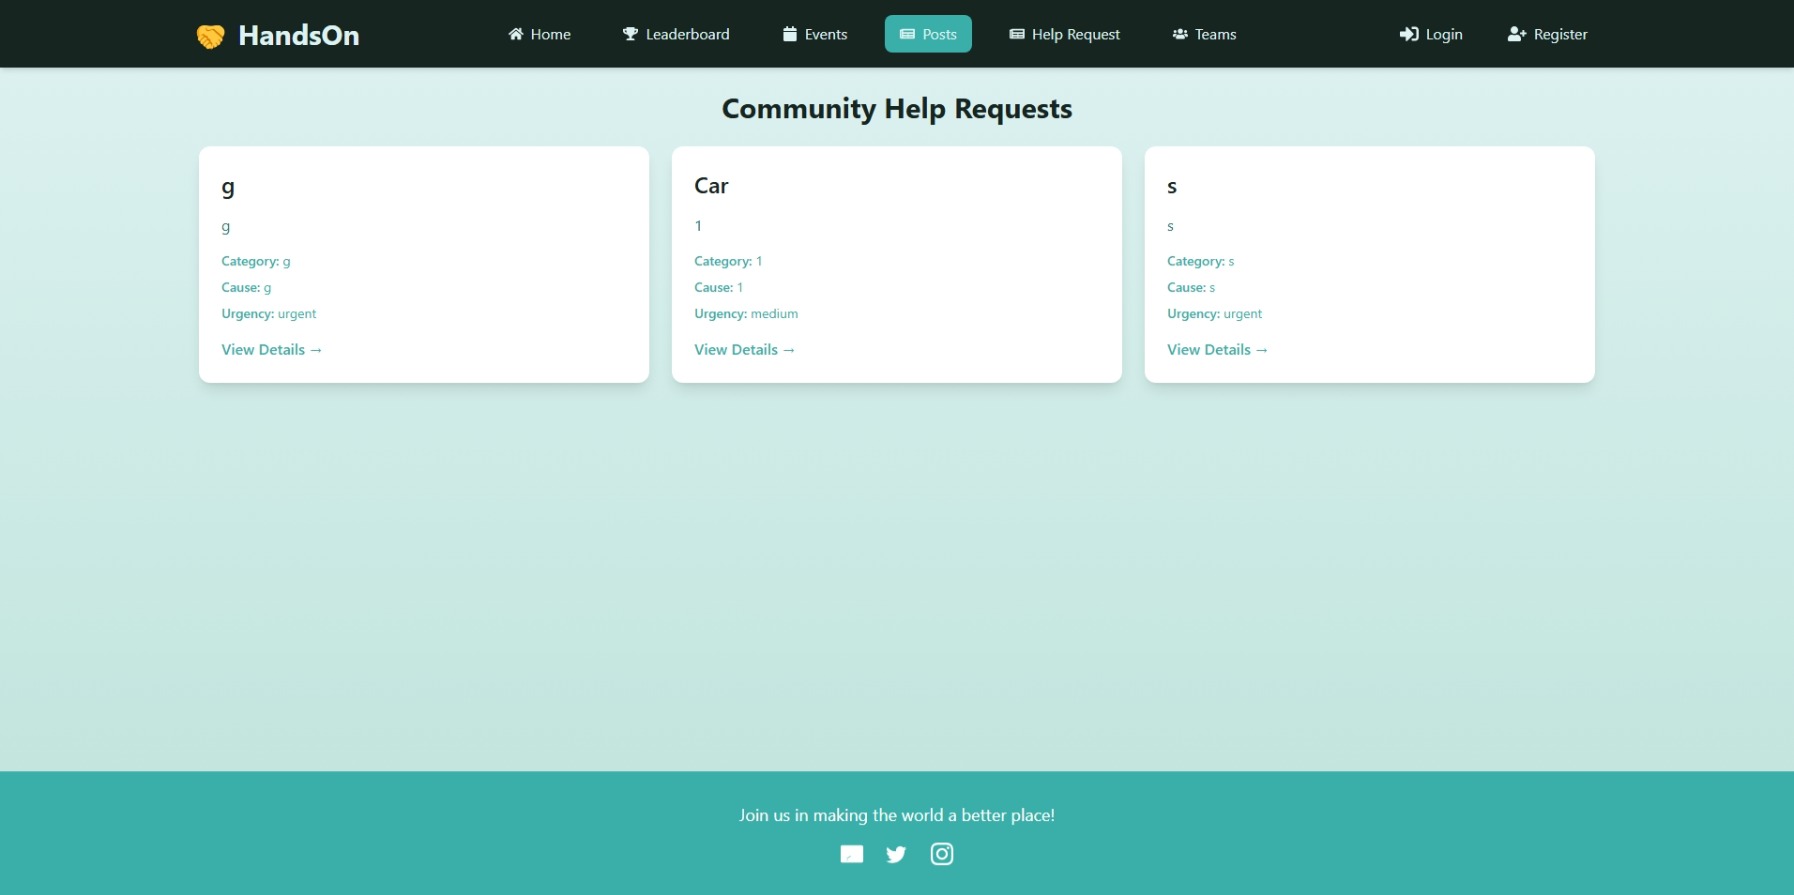 HandsOn
Home
Leaderboard
Events
Posts
Help Request
Teams
Login
Register
Community Help Requests
g
g
Category: g
Cause: g
Urgency: urgent
View Details →
Car
1
Category: 1
Cause: 1
Urgency: medium
View Details →
s
s
Category: s
Cause: s
Urgency: urgent
View Details →
Join us in making the world a better place!